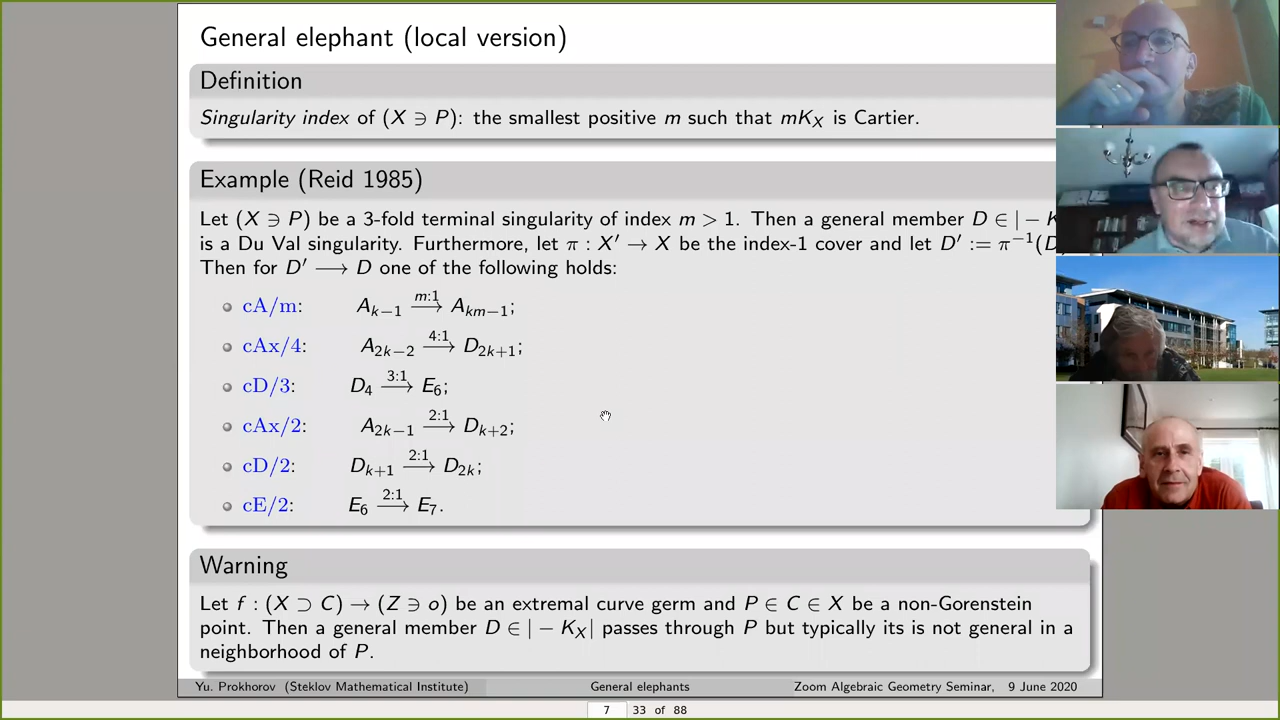 General elephant (local version)
Definition
Singularity index of (X ∋ P): the smallest positive m such that mK_X is Cartier.
Example (Reid 1985)
Let (X ∋ P) be a 3-fold terminal singularity of index m > 1. Then a general member D ∈ | − K
is a Du Val singularity. Furthermore, let π : X′ → X be the index-1 cover and let D′ := π⁻¹(D
Then for D′ ⟶ D one of the following holds:
cA/m: A_{k−1} \xrightarrow{m:1} A_{km−1};
cAx/4: A_{2k−2} \xrightarrow{4:1} D_{2k+1};
cD/3: D_4 \xrightarrow{3:1} E_6;
cAx/2: A_{2k−1} \xrightarrow{2:1} D_{k+2};
cD/2: D_{k+1} \xrightarrow{2:1} D_{2k};
cE/2: E_6 \xrightarrow{2:1} E_7.
Warning
Let f : (X ⊃ C) → (Z ∋ o) be an extremal curve germ and P ∈ C ∈ X be a non-Gorenstein
point. Then a general member D ∈ | − K_X| passes through P but typically its is not general in a
neighborhood of P.
Yu. Prokhorov (Steklov Mathematical Institute) General elephants Zoom Algebraic Geometry Seminar, 9 June 2020
7 33 of 88